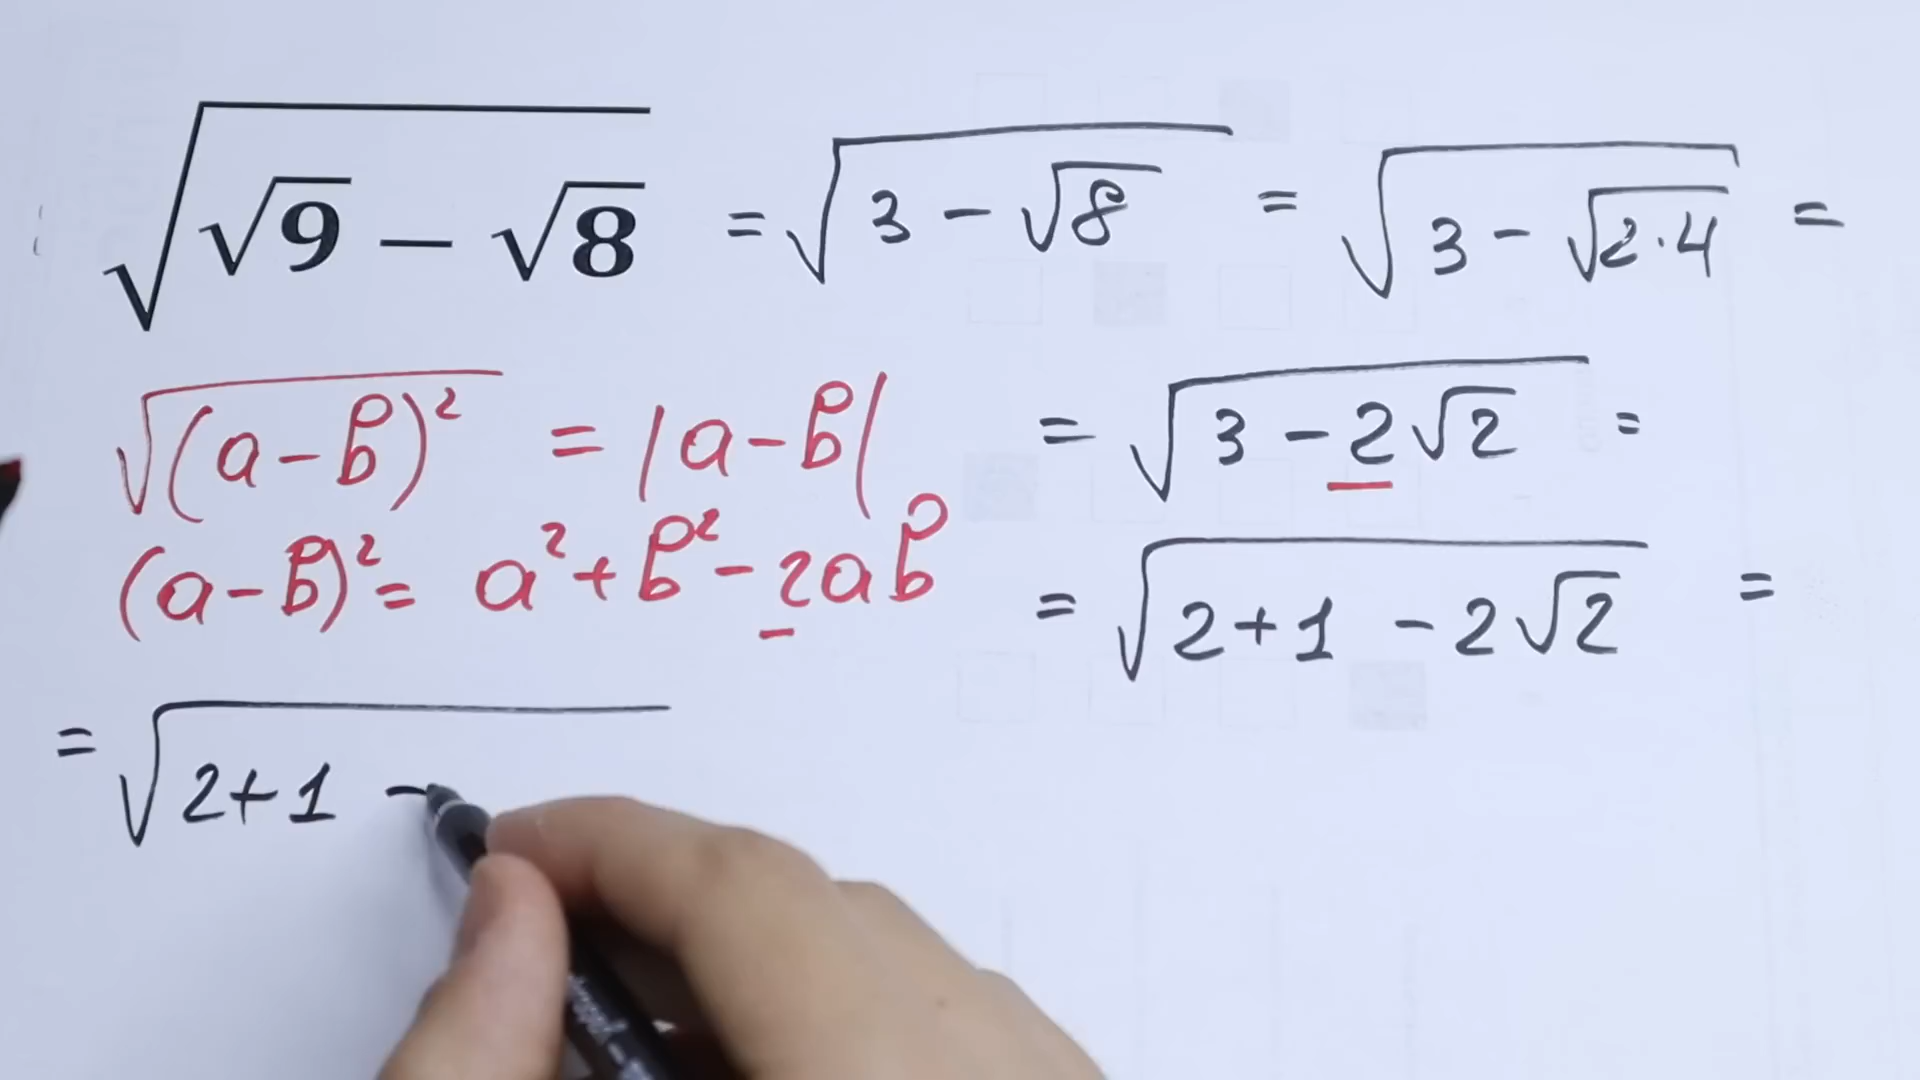 √(√9 − √8) = √(3 − √8) = √(3 − √(2·4)) =
√(a−b)² = |a−b|
= √(3 − 2√2) =
(a−b)² = a² + b² − 2ab
= √(2+1 − 2√2) =
= √(2+1 −